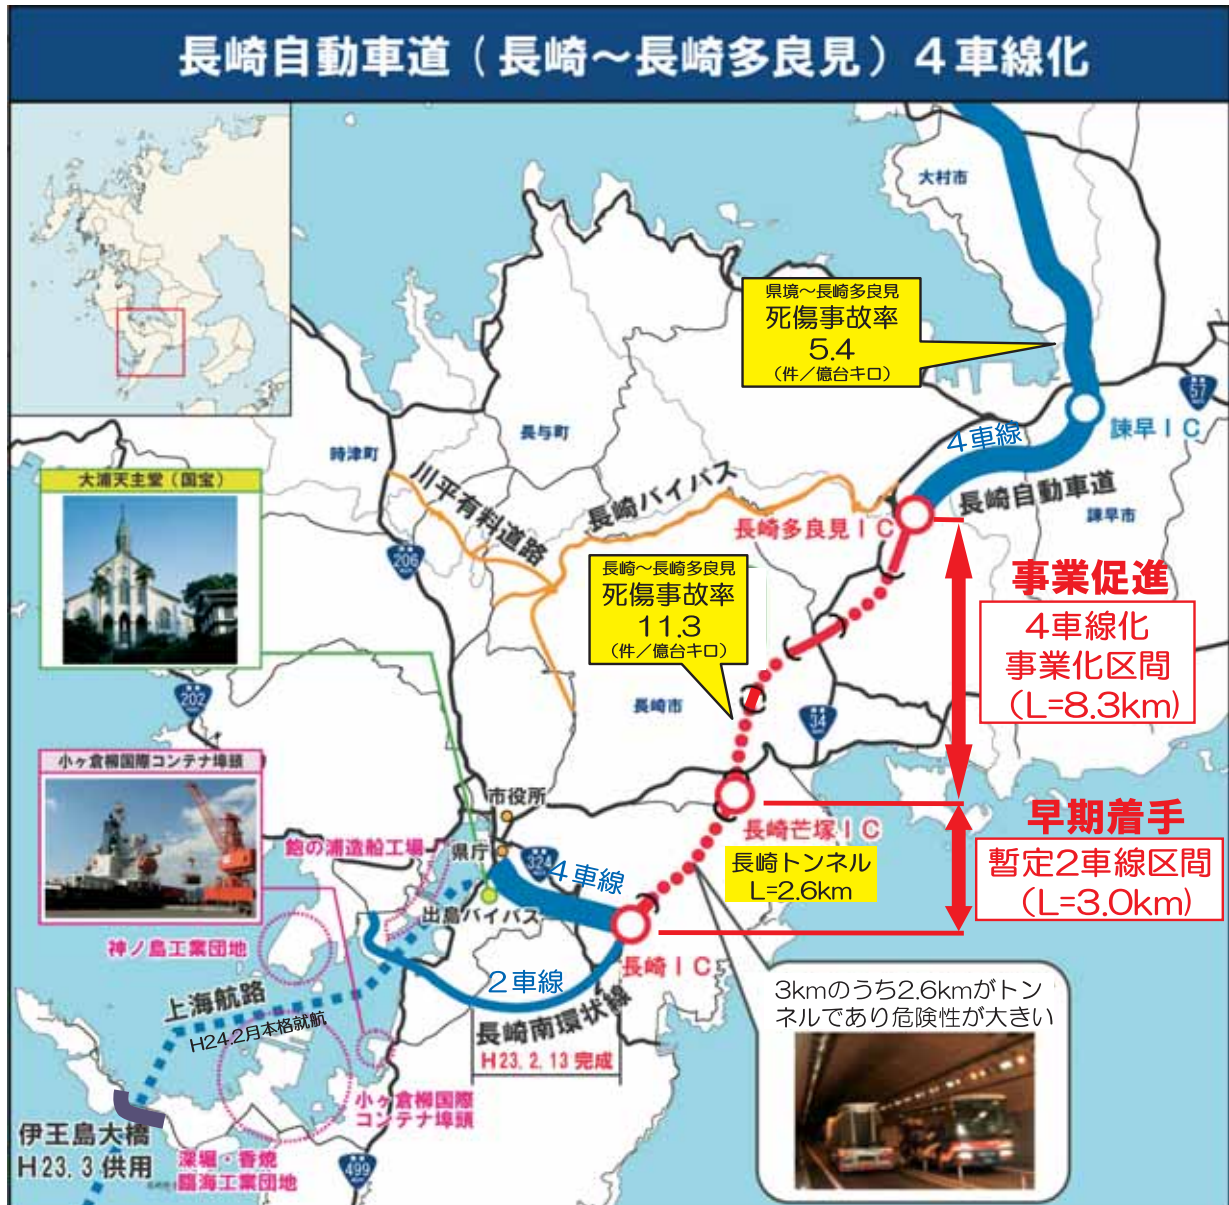 長崎自動車道（長崎～長崎多良見）４車線化
大村市
県境～長崎多良見
死傷事故率
5.4
（件／億台キロ）
57
諫早ＩＣ
4車線
長崎自動車道
諫早市
長与町
時津町
川平有料道路
長崎バイパス
長崎多良見ＩＣ
大浦天主堂（国宝）
206
長崎～長崎多良見
死傷事故率
11.3
（件／億台キロ）
事業促進
4車線化
事業化区間
（L=8.3km）
202
長崎市
34
小ヶ倉柳国際コンテナ埠頭
市役所
県庁
飽の浦造船工場
324
4車線
出島バイパス
長崎芒塚ＩＣ
長崎トンネル
L=2.6km
早期着手
暫定2車線区間
（L=3.0km）
神ノ島工業団地
長崎ＩＣ
2車線
長崎南環状線
H23.2.13 完成
上海航路
H24.2月本格就航
3kmのうち2.6kmがトン
ネルであり危険性が大きい
小ヶ倉柳国際
コンテナ埠頭
伊王島大橋
H23.3 供用
深堀・香焼
臨海工業団地
499